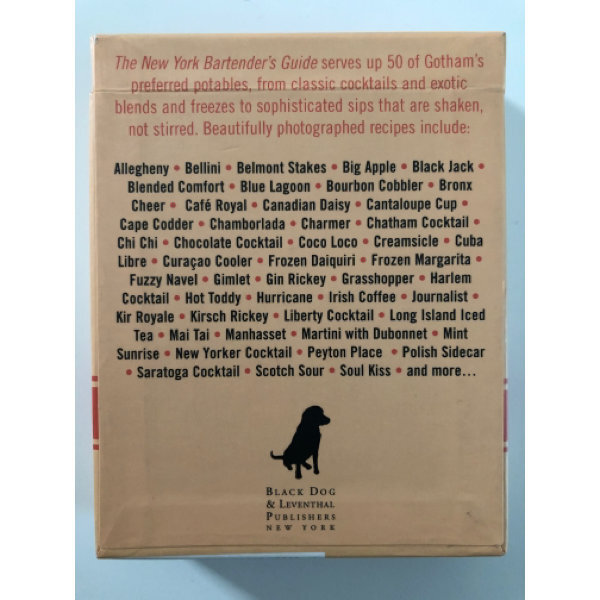 The New York Bartender's Guide serves up 50 of Gotham's
preferred potables, from classic cocktails and exotic
blends and freezes to sophisticated sips that are shaken,
not stirred. Beautifully photographed recipes include:
Allegheny • Bellini • Belmont Stakes • Big Apple • Black Jack •
Blended Comfort • Blue Lagoon • Bourbon Cobbler • Bronx
Cheer • Café Royal • Canadian Daisy • Cantaloupe Cup •
Cape Codder • Chamborlada • Charmer • Chatham Cocktail •
Chi Chi • Chocolate Cocktail • Coco Loco • Creamsicle • Cuba
Libre • Curaçao Cooler • Frozen Daiquiri • Frozen Margarita •
Fuzzy Navel • Gimlet • Gin Rickey • Grasshopper • Harlem
Cocktail • Hot Toddy • Hurricane • Irish Coffee • Journalist •
Kir Royale • Kirsch Rickey • Liberty Cocktail • Long Island Iced
Tea • Mai Tai • Manhasset • Martini with Dubonnet • Mint
Sunrise • New Yorker Cocktail • Peyton Place • Polish Sidecar
• Saratoga Cocktail • Scotch Sour • Soul Kiss • and more...
BLACK DOG
& LEVENTHAL
PUBLISHERS
NEW YORK